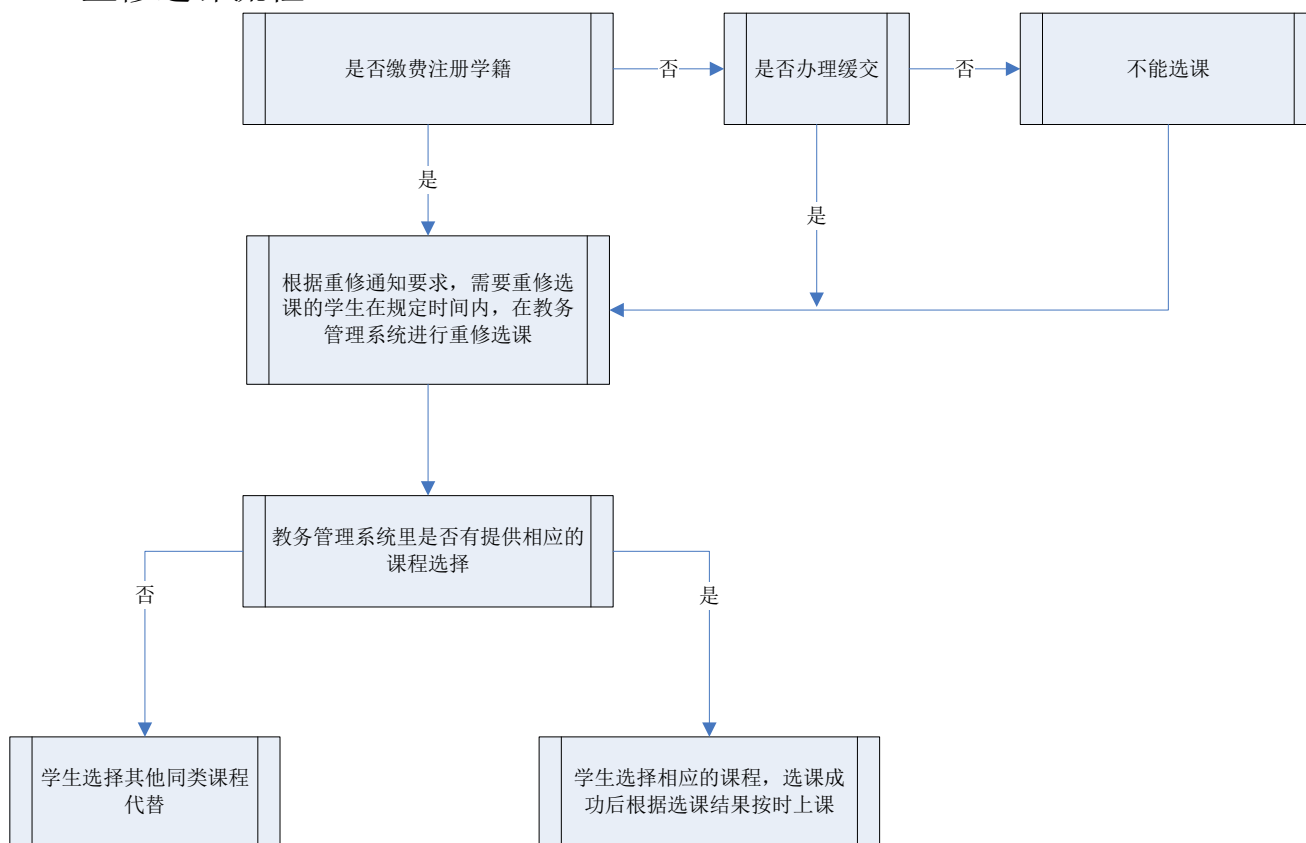 是否缴费注册学籍
否
是否办理缓交
否
不能选课
是
是
根据重修通知要求，需要重修选
课的学生在规定时间内，在教务
管理系统进行重修选课
教务管理系统里是否有提供相应的
课程选择
否
是
学生选择其他同类课程
代替
学生选择相应的课程，选课成
功后根据选课结果按时上课